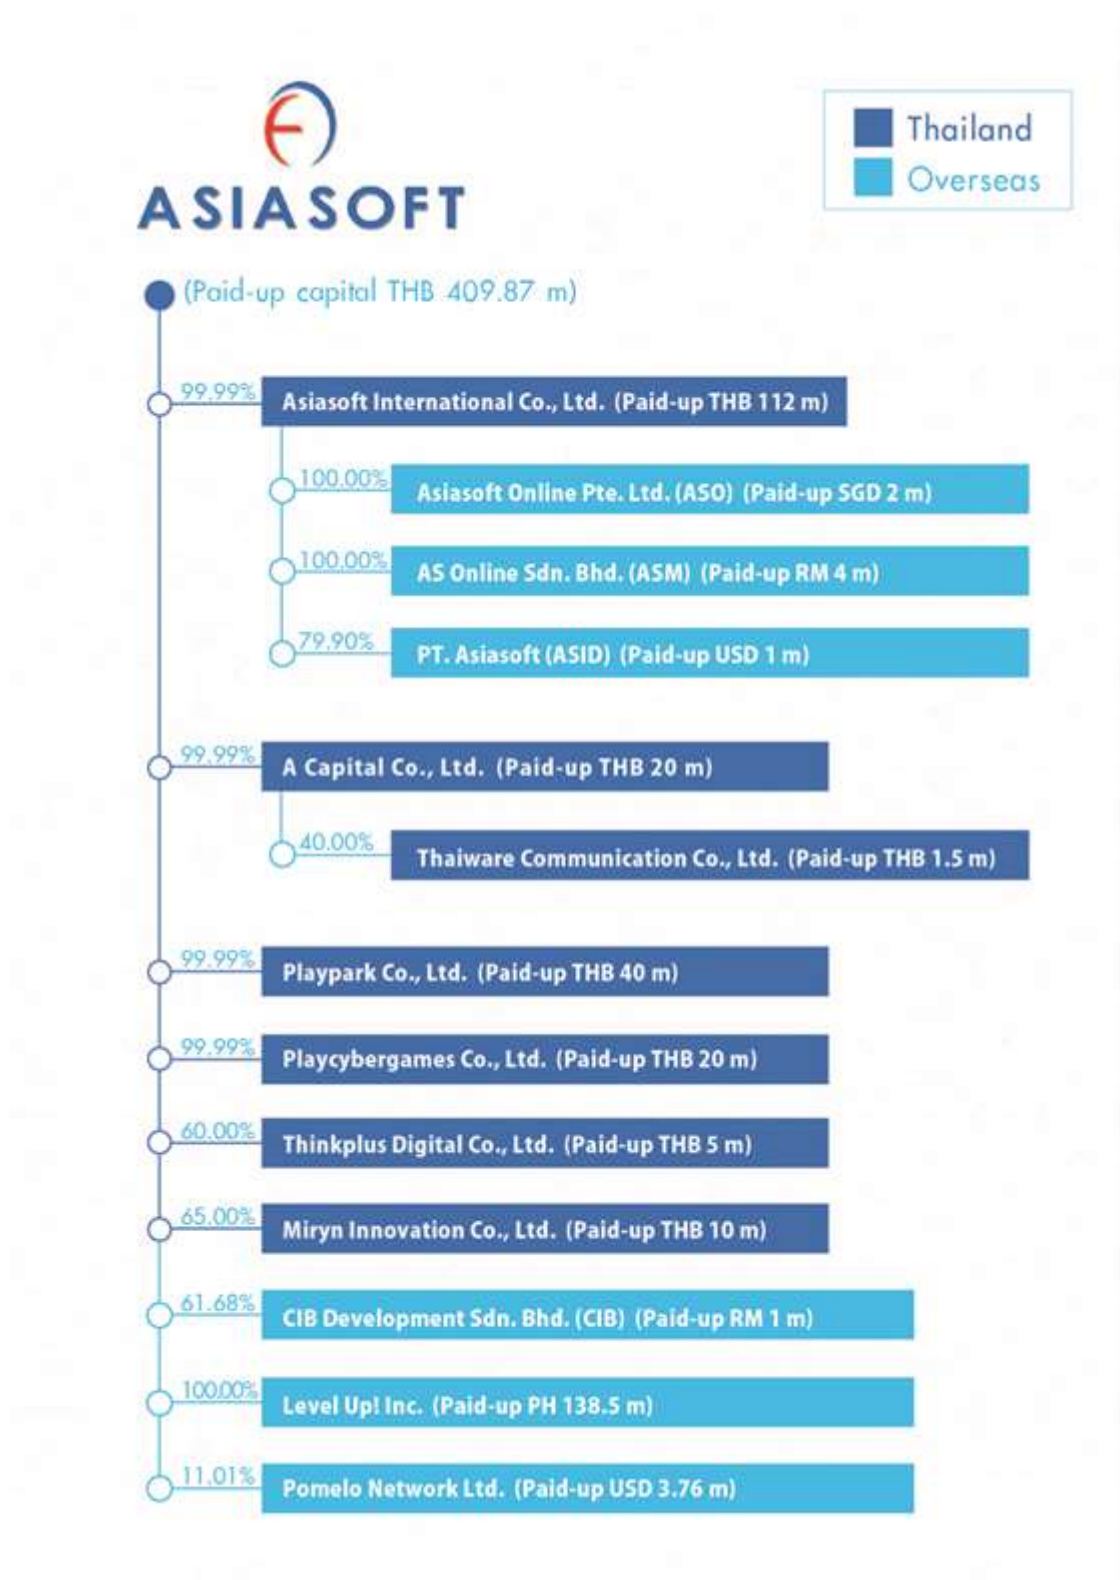 ASIASOFT
Thailand
Overseas
(Paid-up capital THB 409.87 m)
99.99% Asiasoft International Co., Ltd. (Paid-up THB 112 m)
100.00% Asiasoft Online Pte. Ltd. (ASO) (Paid-up SGD 2 m)
100.00% AS Online Sdn. Bhd. (ASM) (Paid-up RM 4 m)
79.90% PT. Asiasoft (ASID) (Paid-up USD 1 m)
99.99% A Capital Co., Ltd. (Paid-up THB 20 m)
40.00% Thaiware Communication Co., Ltd. (Paid-up THB 1.5 m)
99.99% Playpark Co., Ltd. (Paid-up THB 40 m)
99.99% Playcybergames Co., Ltd. (Paid-up THB 20 m)
60.00% Thinkplus Digital Co., Ltd. (Paid-up THB 5 m)
65.00% Miryn Innovation Co., Ltd. (Paid-up THB 10 m)
61.68% CIB Development Sdn. Bhd. (CIB) (Paid-up RM 1 m)
100.00% Level Up! Inc. (Paid-up PH 138.5 m)
11.01% Pomelo Network Ltd. (Paid-up USD 3.76 m)